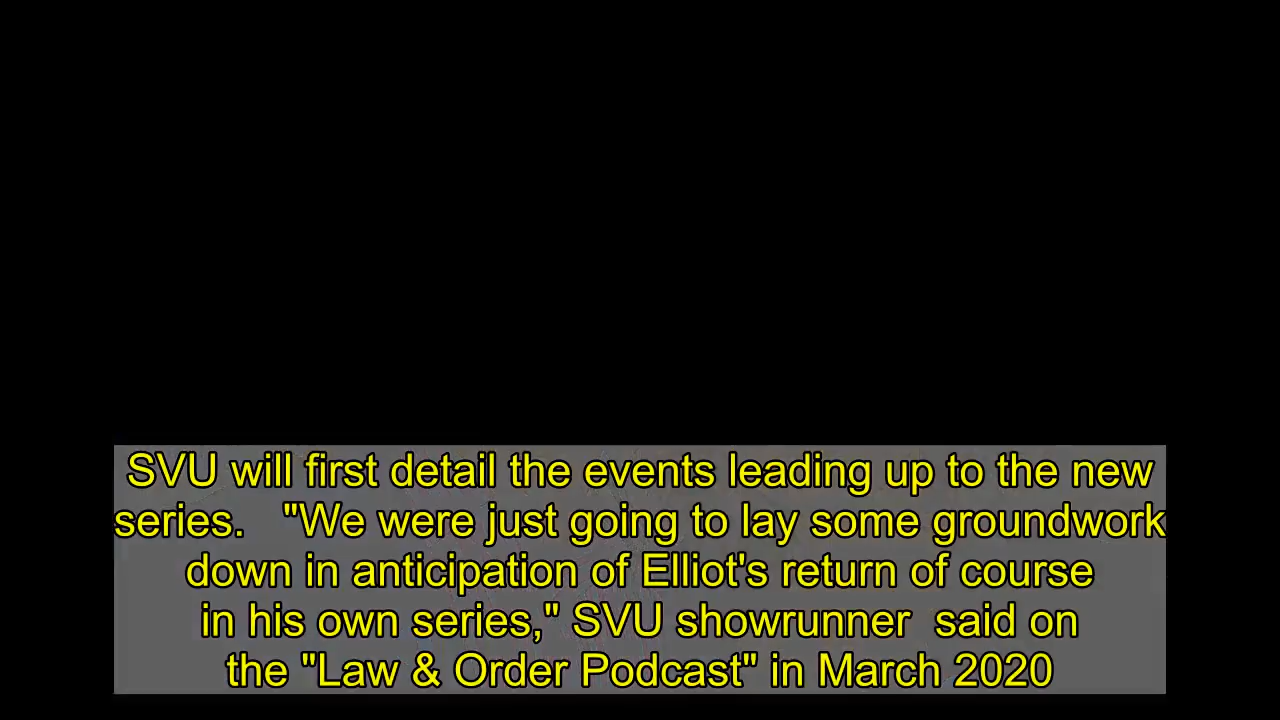 SVU will first detail the events leading up to the new
series.   "We were just going to lay some groundwork
down in anticipation of Elliot's return of course
in his own series," SVU showrunner  said on
the "Law & Order Podcast" in March 2020